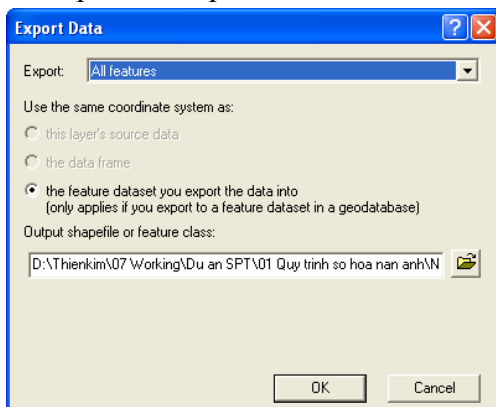 Export Data
Export: All features
Use the same coordinate system as:
this layer's source data
the data frame
the feature dataset you export the data into
(only applies if you export to a feature dataset in a geodatabase)
Output shapefile or feature class:
D:\Thienkim\07 Working\Du an SPT\01 Quy trinh so hoa nan anh\N
OK Cancel